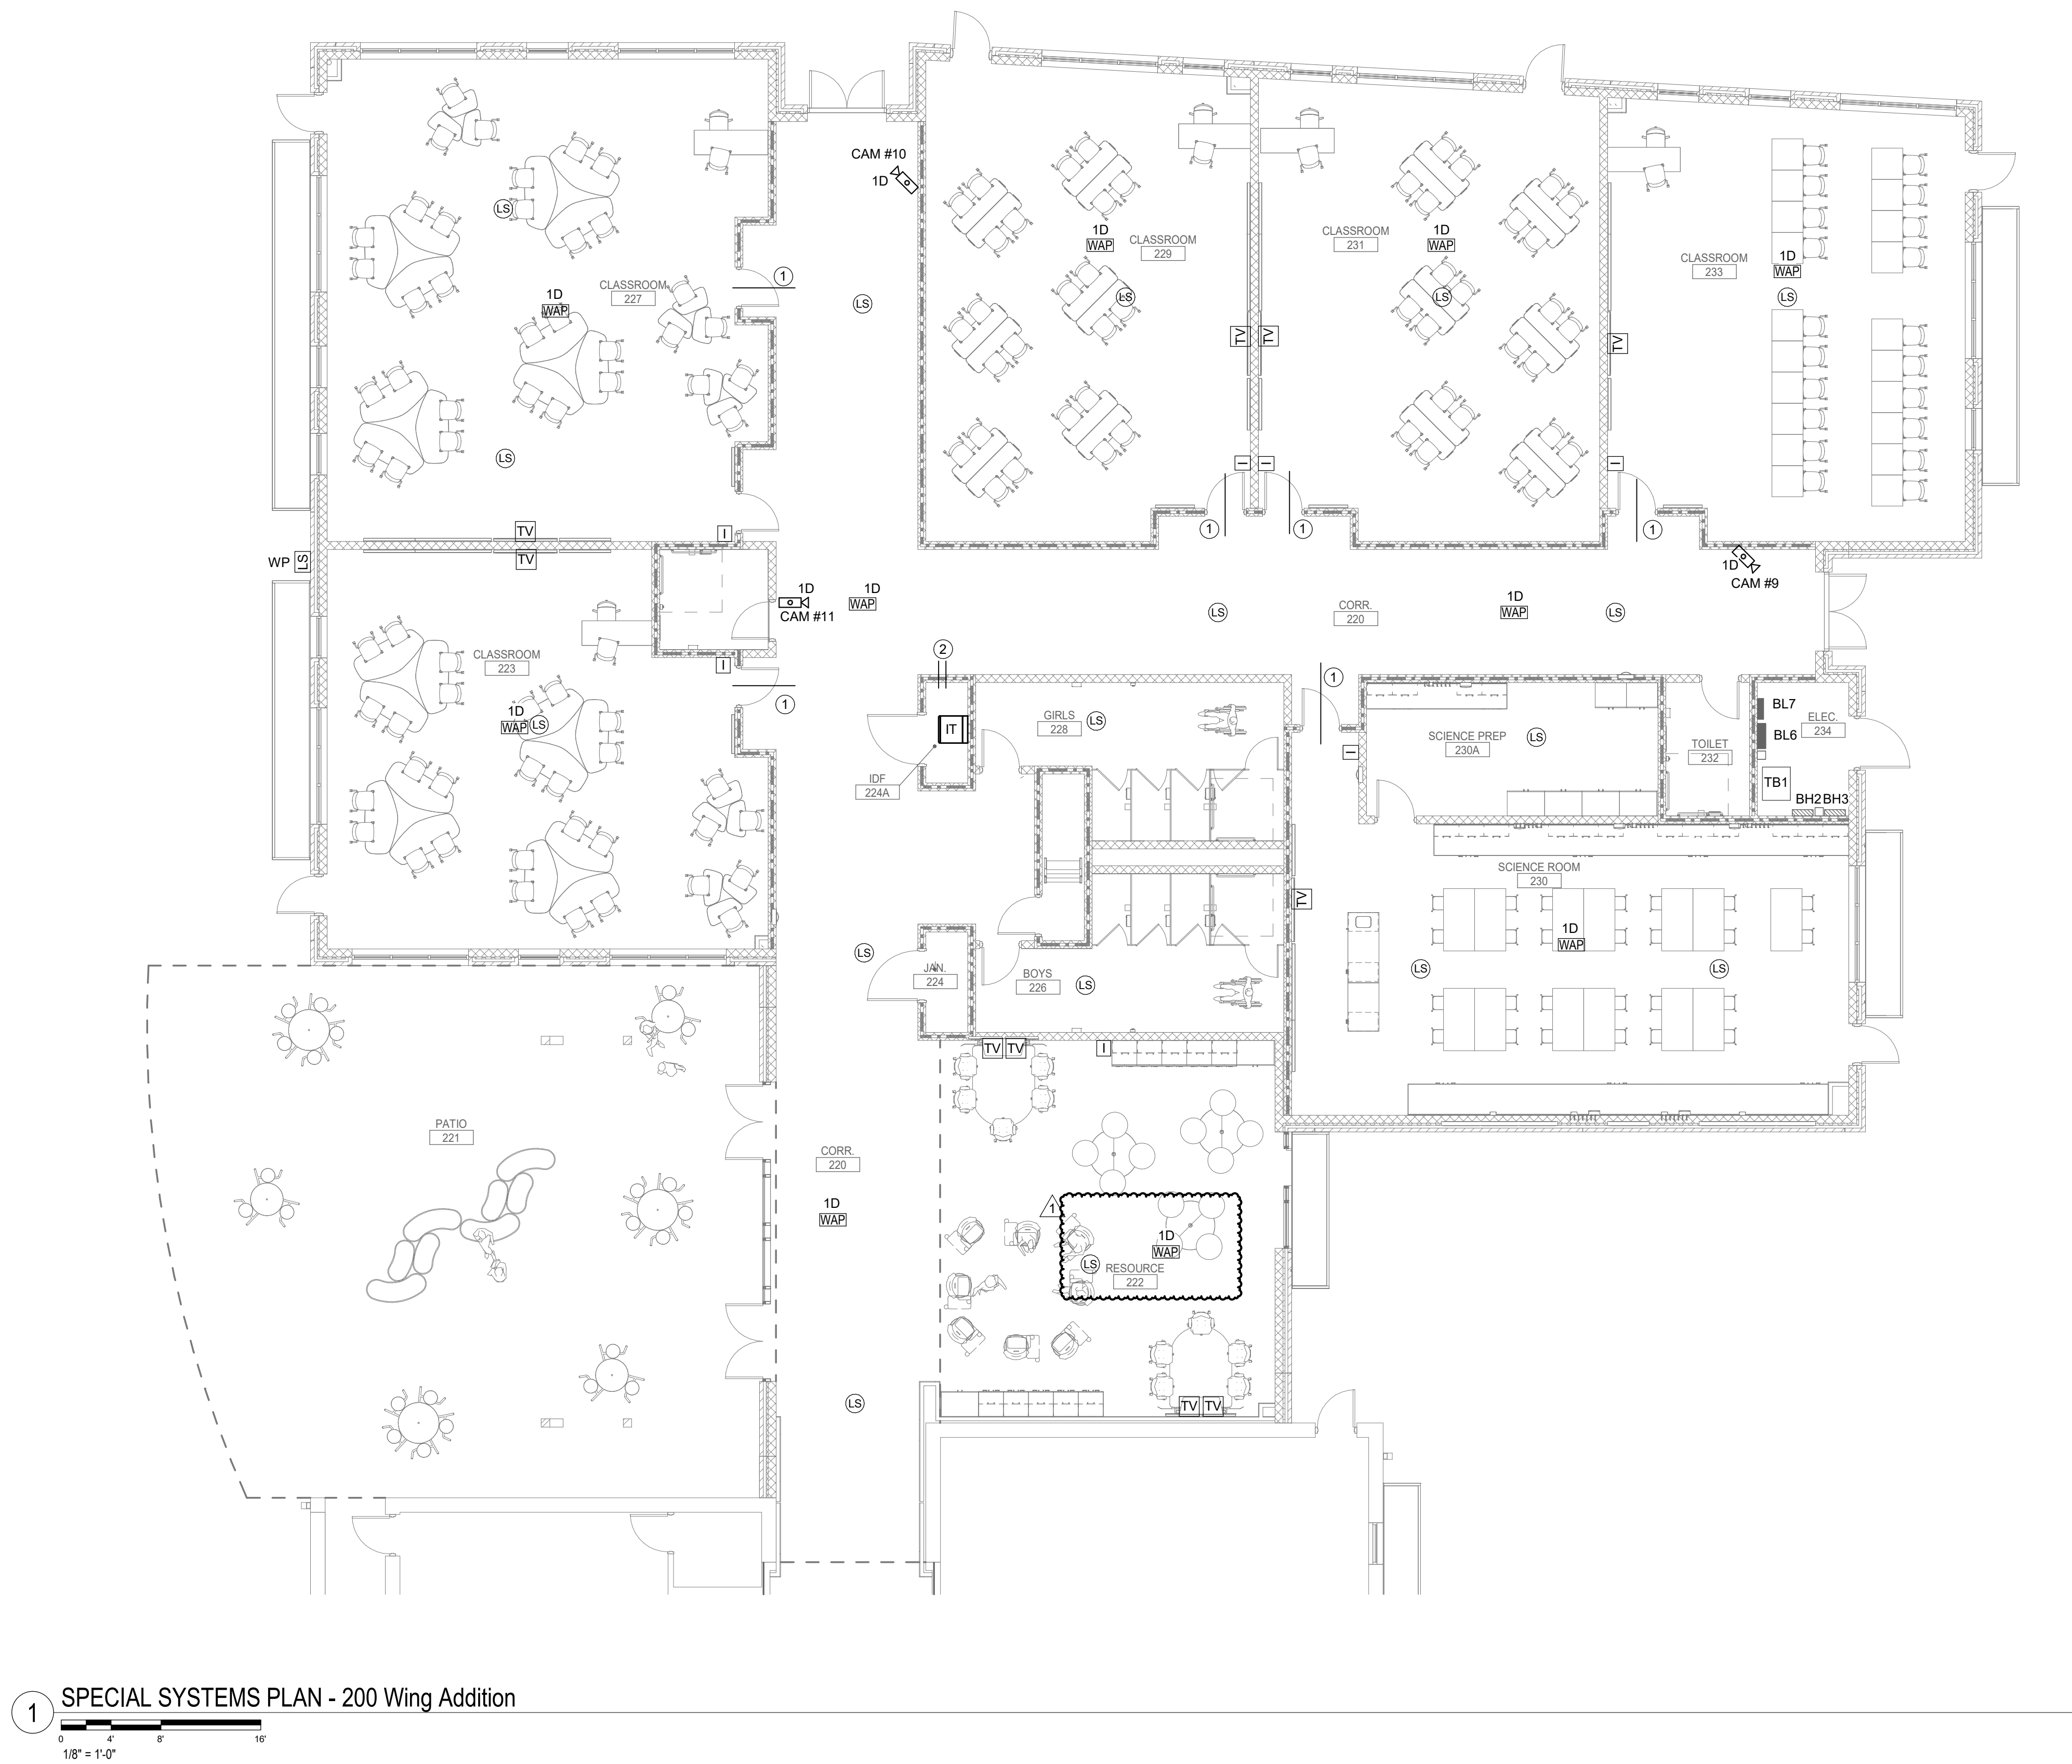 CAM #10
1D
LS
1D
WAP
CLASSROOM
229
CLASSROOM
231
1D
WAP
CLASSROOM
233
1D
WAP
LS
CLASSROOM
227
1D
WAP
1
LS
LS
LS
TV
TV
TV
LS
I
I
I
1
1
1
TV
I
TV
WP
LS
1D
CAM #11
1D
WAP
LS
CORR.
220
1D
WAP
LS
1D
CAM #9
CLASSROOM
223
I
1
1D
WAP
LS
2
IT
IDF
224A
GIRLS
228
LS
1
I
SCIENCE PREP
230A
LS
TOILET
232
BL7
BL6
ELEC.
234
TB1
BH2
BH3
SCIENCE ROOM
230
TV
1D
WAP
LS
LS
LS
JAN.
224
BOYS
226
LS
TV
TV
I
PATIO
221
CORR.
220
1D
WAP
1
1D
WAP
LS
RESOURCE
222
LS
TV
TV
1
SPECIAL SYSTEMS PLAN - 200 Wing Addition
0
4'
8'
16'
1/8" = 1'-0"